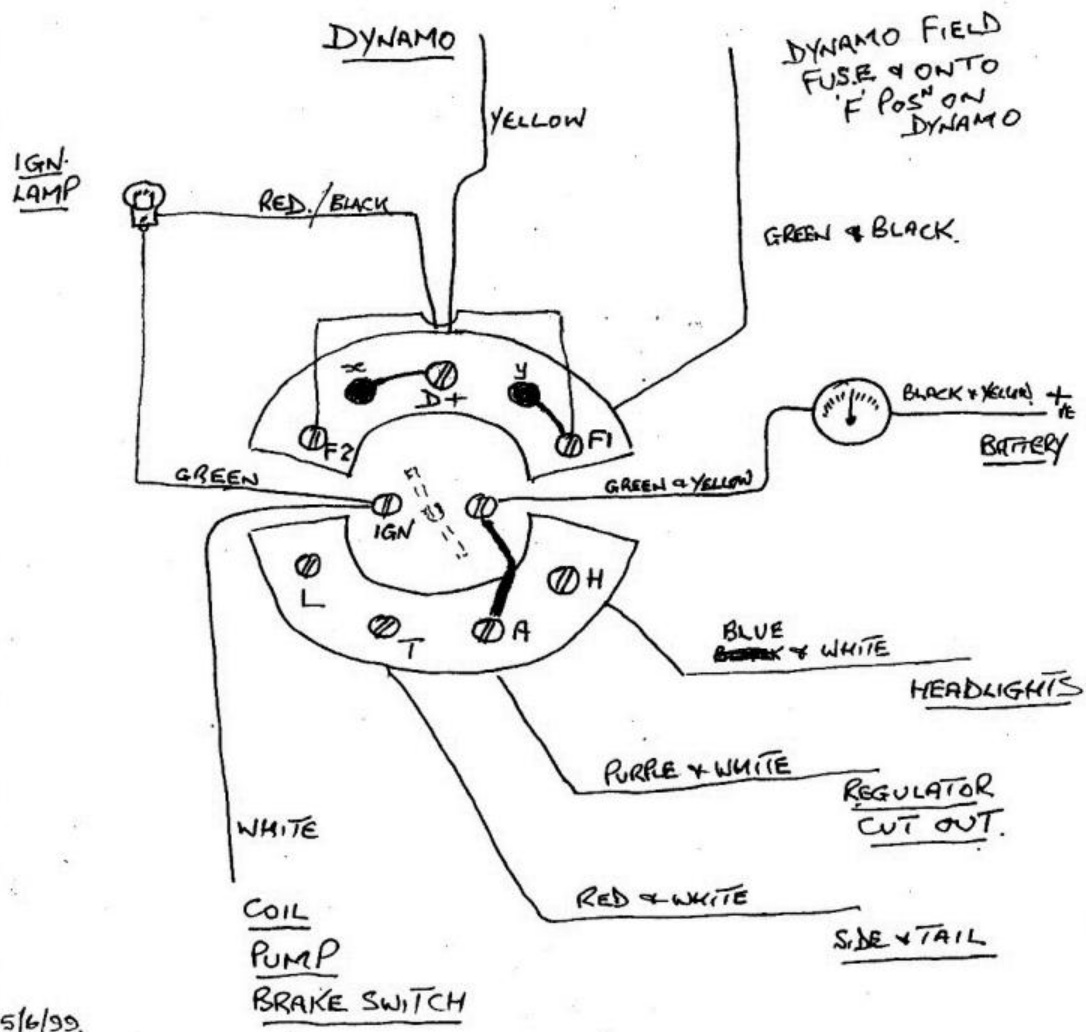 DYNAMO
YELLOW
DYNAMO FIELD
FUSE & ONTO
'F' POSN ON
DYNAMO
IGN.
LAMP
RED./BLACK
GREEN & BLACK.
x
D+
y
F2
F1
BLACK & YELLOW
+VE
BATTERY
GREEN
GREEN & YELLOW
IGN
L
T
A
H
BLUE
& WHITE
HEADLIGHTS
PURPLE & WHITE
REGULATOR
CUT OUT.
WHITE
RED & WHITE
SIDE & TAIL
COIL
PUMP
BRAKE SWITCH
5/6/99.